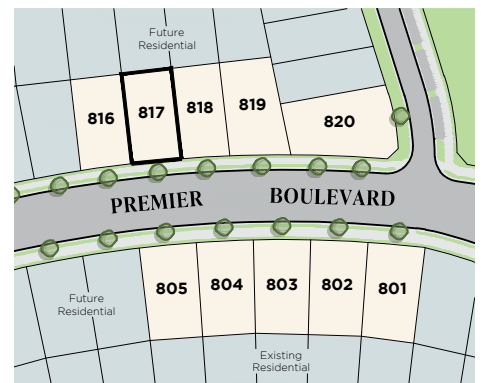 Future
Residential
816
817
818
819
820
PREMIER BOULEVARD
805
804
803
802
801
Future
Residential
Existing
Residential